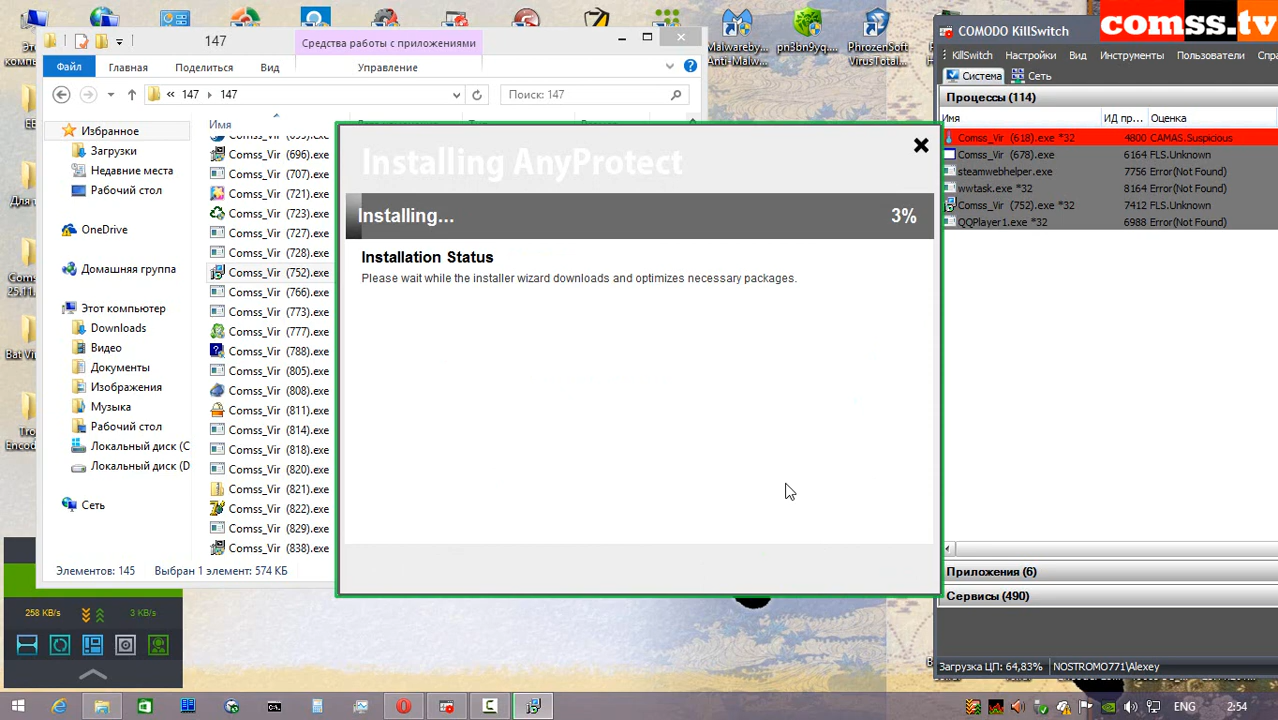 comss.tv
147
Средства работы с приложениями
Файл
Главная
Поделиться
Вид
Управление
147
147
Поиск: 147
Имя
Избранное
Загрузки
Недавние места
Рабочий стол
OneDrive
Домашняя группа
Этот компьютер
Downloads
Видео
Документы
Изображения
Музыка
Рабочий стол
Локальный диск (C
Локальный диск (D
Сеть
Comss_Vir (696).exe
Comss_Vir (707).exe
Comss_Vir (721).exe
Comss_Vir (723).exe
Comss_Vir (727).exe
Comss_Vir (728).exe
Comss_Vir (752).exe
Comss_Vir (766).exe
Comss_Vir (773).exe
Comss_Vir (777).exe
Comss_Vir (788).exe
Comss_Vir (805).exe
Comss_Vir (808).exe
Comss_Vir (811).exe
Comss_Vir (814).exe
Comss_Vir (818).exe
Comss_Vir (820).exe
Comss_Vir (821).exe
Comss_Vir (822).exe
Comss_Vir (829).exe
Comss_Vir (838).exe
Элементов: 145
Выбран 1 элемент: 574 КБ
Installing AnyProtect
Installing...
3%
Installation Status
Please wait while the installer wizard downloads and optimizes necessary packages.
Malwareby...
Anti-Malw...
pn3bn9yq....
PhrozenSoft
VirusTotal...
COMODO KillSwitch
KillSwitch
Настройки
Вид
Инструменты
Пользователи
Спра
Система
Сеть
Процессы (114)
Имя
ИД пр...
Оценка
Comss_Vir (618).exe *32 4800 CAMAS.Suspicious
Comss_Vir (678).exe 6164 FLS.Unknown
steamwebhelper.exe 7756 Error(Not Found)
wwtask.exe *32 8164 Error(Not Found)
Comss_Vir (752).exe *32 7412 FLS.Unknown
QQPlayer1.exe *32 6988 Error(Not Found)
Приложения (6)
Сервисы (490)
Загрузка ЦП: 64,83%
NOSTROMO771\Alexey
258 KB/s
3 KB/s
ENG
2:54